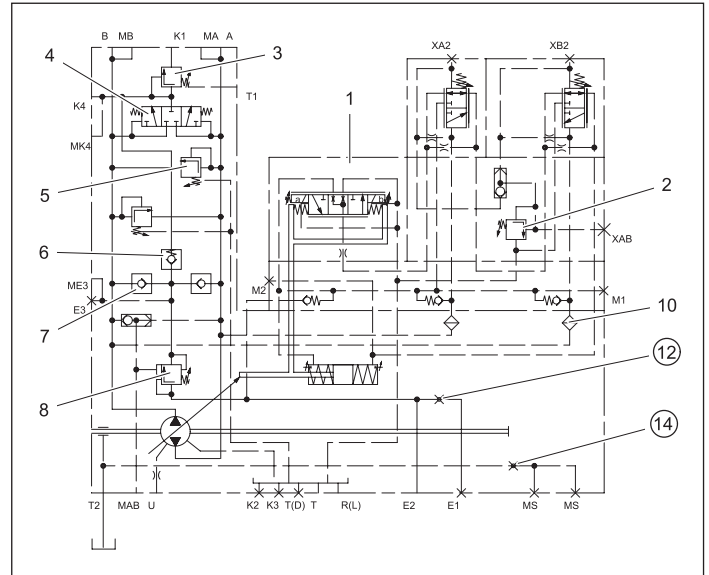 B MB K1 MA A
XA2 XB2
4 3
T1
K4
1
MK4
5
a b
2
6
XAB
ME3
M2 M1
E3
7
10
12
8
14
T2 MAB U K2 K3 T(D) T R(L) E2 E1 MS MS